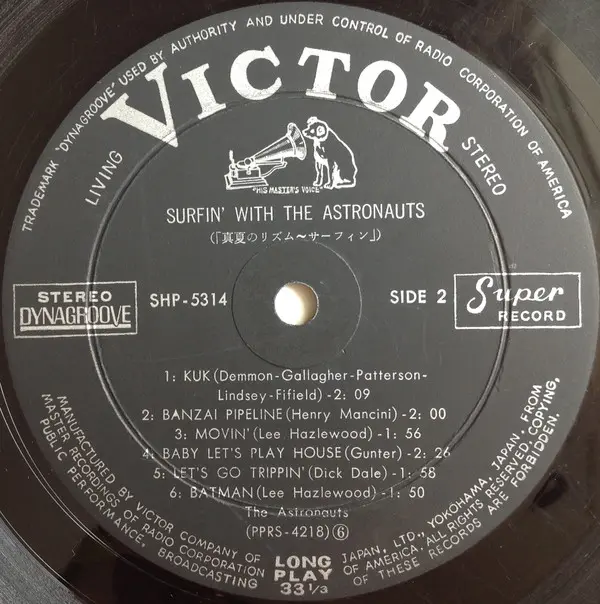 TRADEMARK "DYNAGROOVE" USED BY AUTHORITY AND UNDER CONTROL OF RADIO CORPORATION OF AMERICA
LIVING
VICTOR
STEREO
"HIS MASTER'S VOICE"
SURFIN' WITH THE ASTRONAUTS
(「真夏のリズム〜サーフィン」)
STEREO
DYNAGROOVE
SHP-5314
SIDE 2
Super
RECORD
1: KUK (Demmon-Gallagher-Patterson-
Lindsey-Fifield)-2: 09
2: BANZAI PIPELINE (Henry Mancini)-2: 00
3: MOVIN' (Lee Hazlewood)-1: 56
4: BABY LET'S PLAY HOUSE (Gunter)-2: 26
5: LET'S GO TRIPPIN' (Dick Dale)-1: 58
6: BATMAN (Lee Hazlewood)-1: 50
The Astronauts
(PPRS-4218) ⑥
MANUFACTURED BY VICTOR COMPANY OF JAPAN, LTD., YOKOHAMA, JAPAN, FROM
MASTER RECORDINGS OF RADIO CORPORATION OF AMERICA. ALL RIGHTS RESERVED. COPYING,
PUBLIC PERFORMANCE, BROADCASTING OF THESE RECORDS ARE FORBIDDEN.
LONG
PLAY
33 1/3